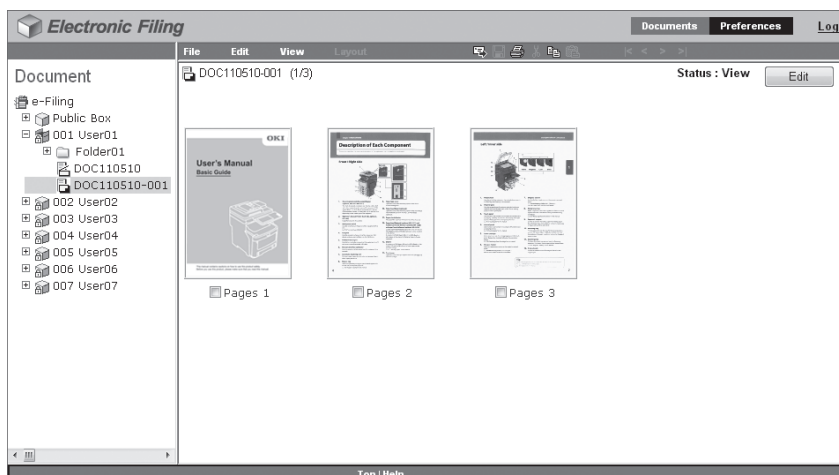 Electronic Filing
Documents Preferences Log
File Edit View Layout
|< < > >|
Document
e-Filing
Public Box
001 User01
Folder01
DOC110510
DOC110510-001
002 User02
003 User03
004 User04
005 User05
006 User06
007 User07
DOC110510-001 (1/3)
Status : View Edit
OKI
User's Manual
Basic Guide
Description of Each Component
Pages 1
Pages 2
Pages 3
Top | Help